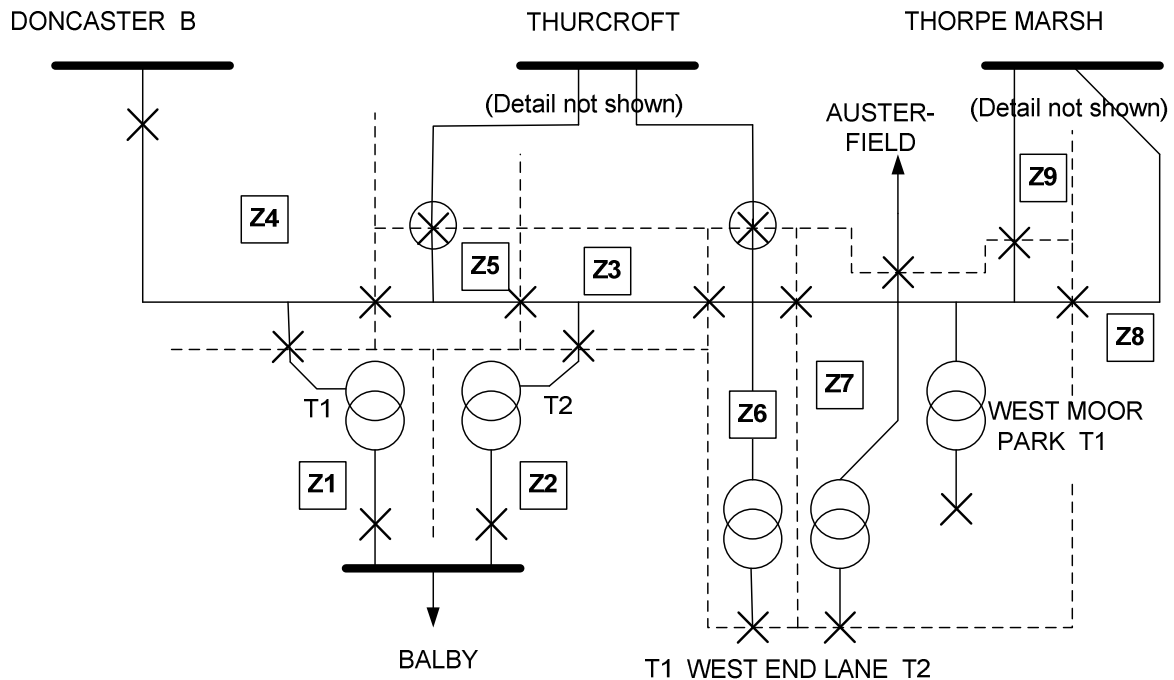 DONCASTER B
THURCROFT
THORPE MARSH
(Detail not shown)
(Detail not shown)
AUSTER-
FIELD
Z9
Z4
Z5
Z3
Z8
Z7
T1
T2
Z6
WEST MOOR
PARK T1
Z1
Z2
BALBY
T1 WEST END LANE T2